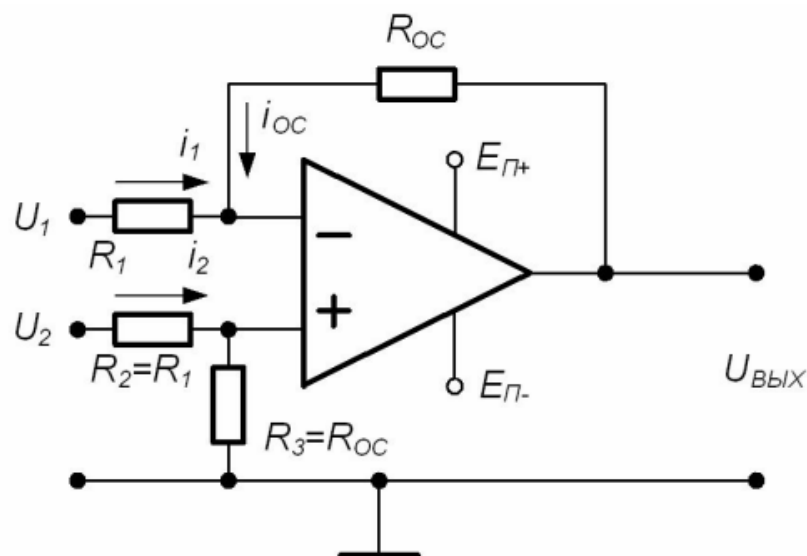 R_OC
i_OC
i_1
E_П+
U_1
−
R_1
i_2
+
U_2
R_2=R_1
E_П-
U_ВЫХ
R_3=R_OC